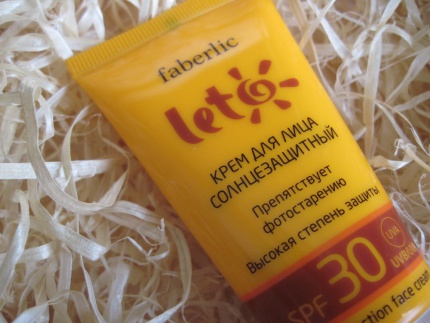 faberlic
leto
КРЕМ ДЛЯ ЛИЦА
СОЛНЦЕЗАЩИТНЫЙ
Препятствует
фотостарению
Высокая степень защиты
SPF 30 UVA
UVB
face cream